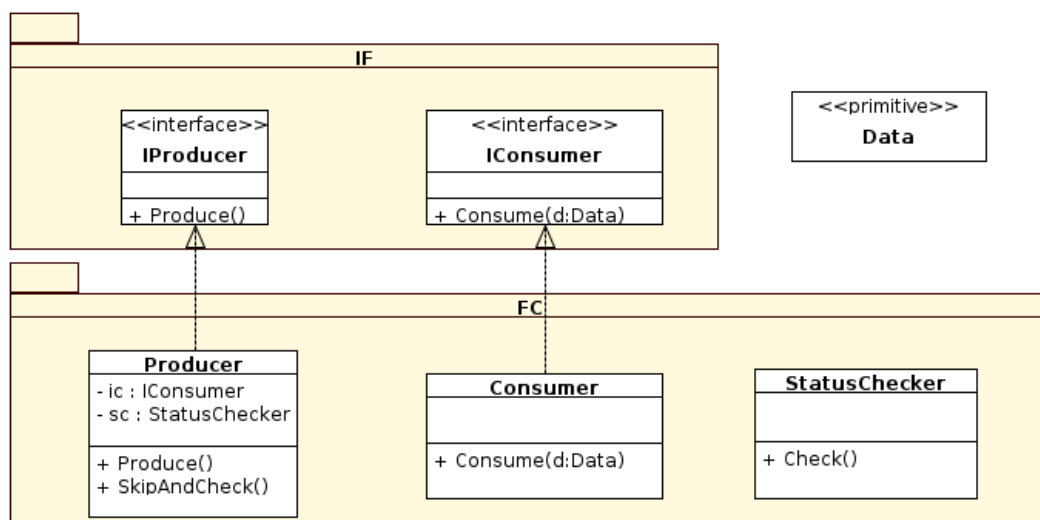 IF
<<interface>>
IProducer
+ Produce()
<<interface>>
IConsumer
+ Consume(d:Data)
<<primitive>>
Data
FC
Producer
- ic : IConsumer
- sc : StatusChecker
+ Produce()
+ SkipAndCheck()
Consumer
+ Consume(d:Data)
StatusChecker
+ Check()